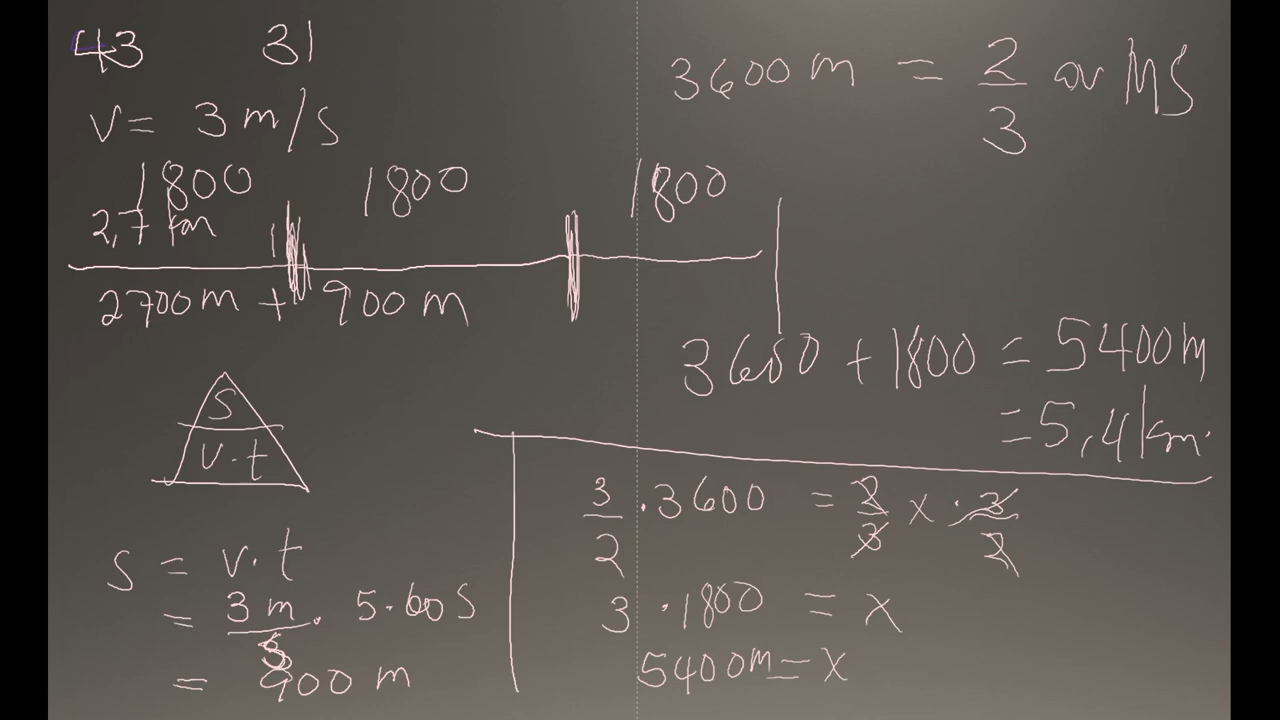 43 31
v = 3 m/s
1800 1800 1800
2,7 km
2700 m + 900 m
s
v·t
s = v·t
= 3 m/s · 5·60 s
= 900 m
3600 m = 2/3 av MS
3600 + 1800 = 5400 m
= 5,4 km.
3/2 · 3600 = 2/3 x · 3/2
3 · 1800 = x
5400 m = x